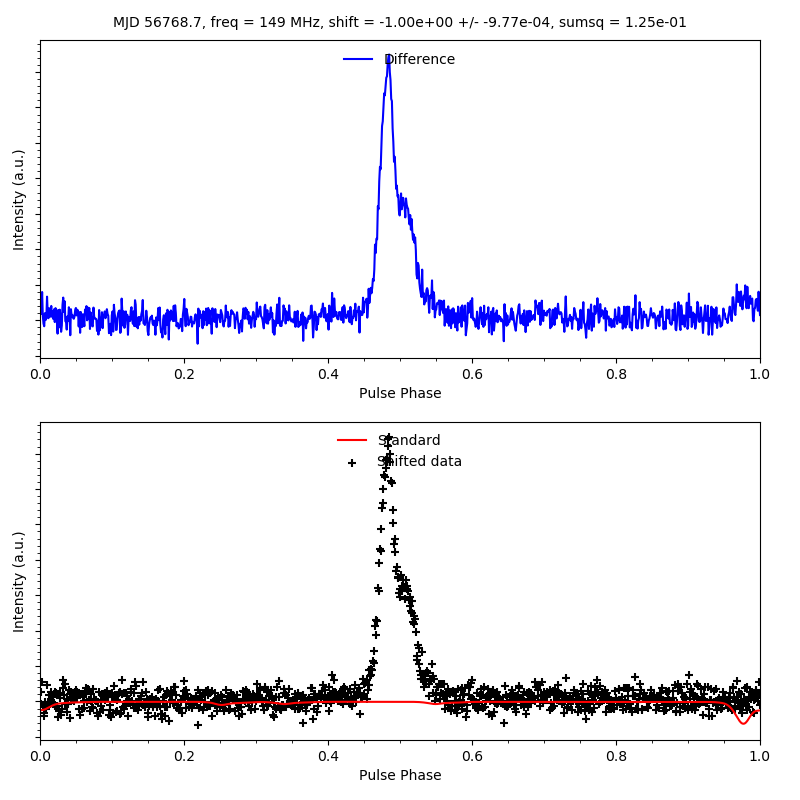 MJD 56768.7, freq = 149 MHz, shift = -1.00e+00 +/- -9.77e-04, sumsq = 1.25e-01
Difference
Intensity (a.u.)
0.0 0.2 0.4 0.6 0.8 1.0
Pulse Phase
Standard
Shifted data
Intensity (a.u.)
0.0 0.2 0.4 0.6 0.8 1.0
Pulse Phase